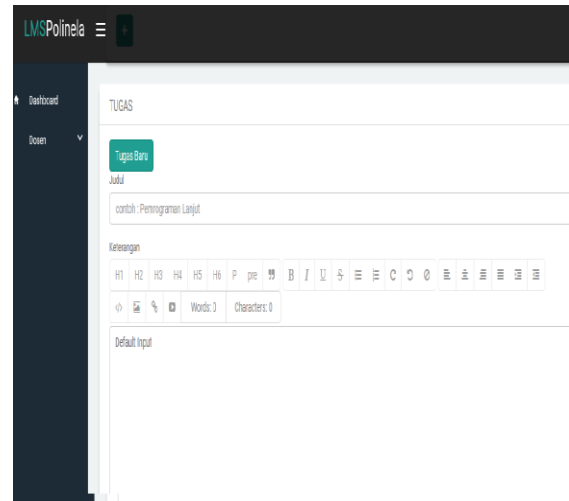 LMSPolinela
+
Dashboard
Dosen
TUGAS
Tugas Baru
Judul
contoh : Pemrograman Lanjut
Keterangan
H1 H2 H3 H4 H5 H6 P pre ❞ B I U S
Words: 0 Characters: 0
Default Input